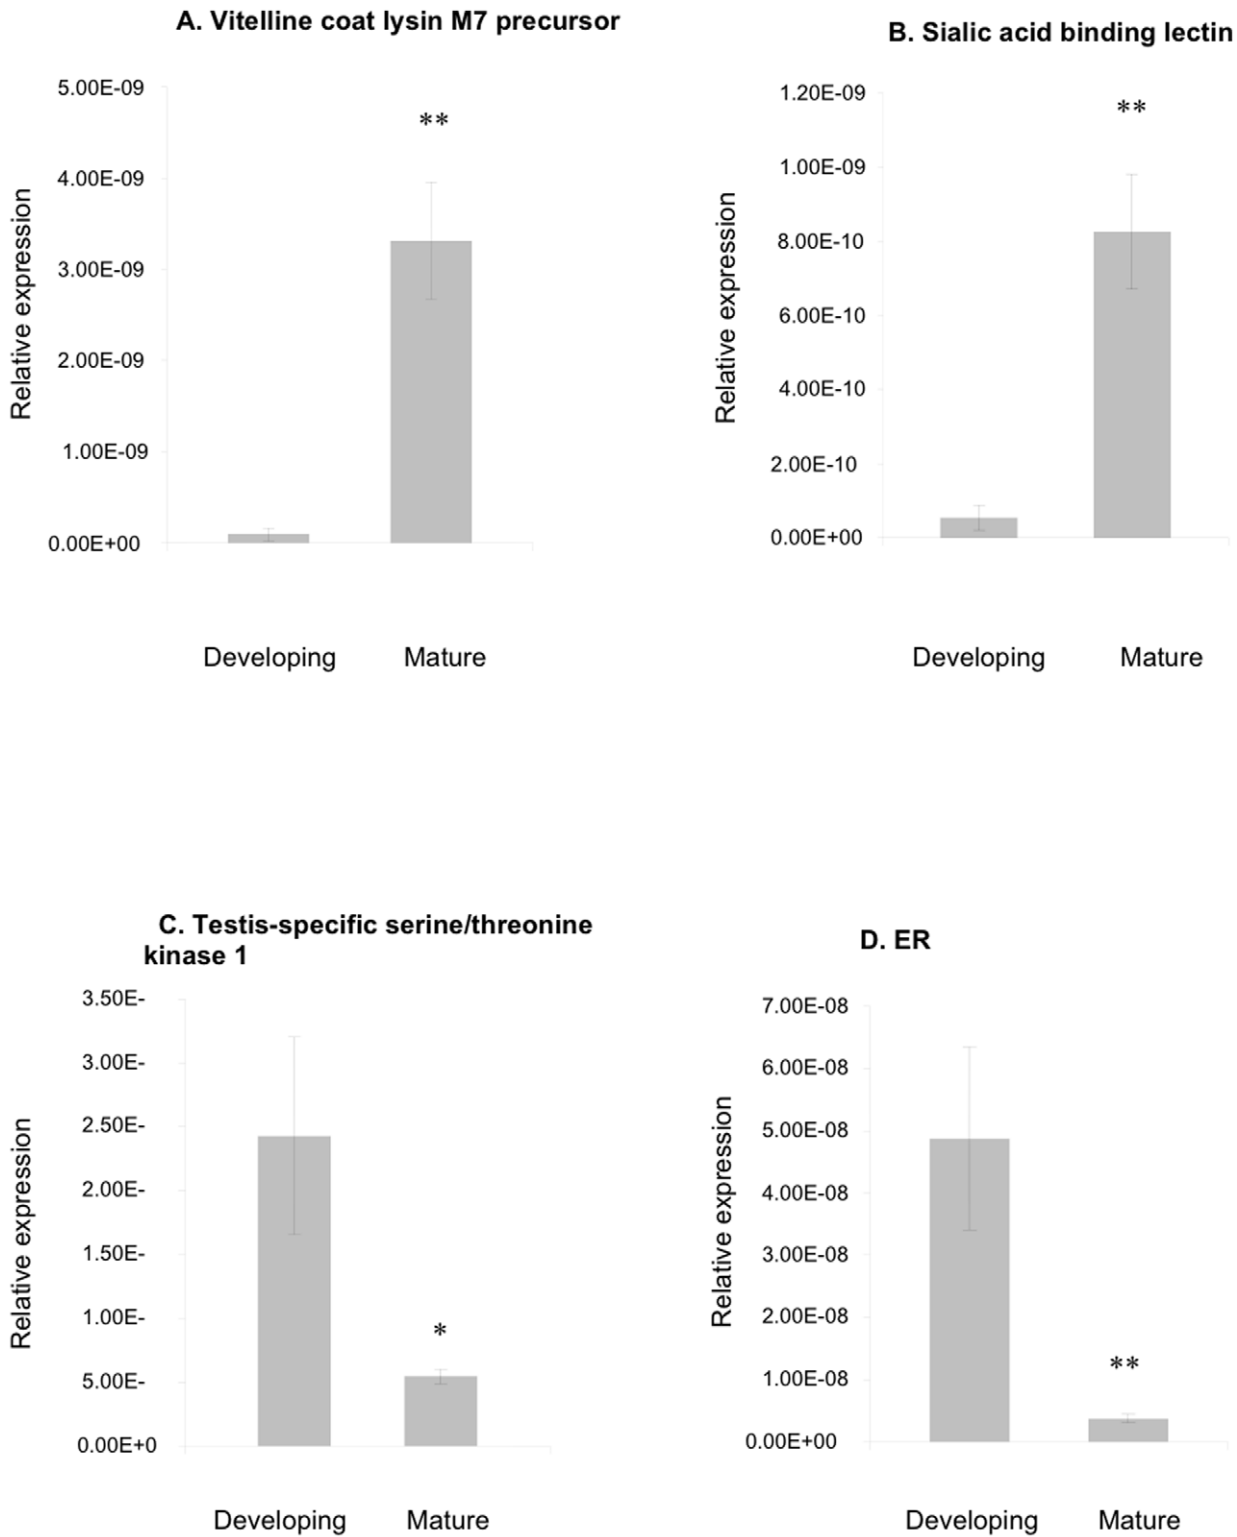 A. Vitelline coat lysin M7 precursor
5.00E-09
**
4.00E-09
3.00E-09
2.00E-09
1.00E-09
0.00E+00
Relative expression
Developing Mature
B. Sialic acid binding lectin
1.20E-09
**
1.00E-09
8.00E-10
6.00E-10
4.00E-10
2.00E-10
0.00E+00
Relative expression
Developing Mature
C. Testis-specific serine/threonine
kinase 1
3.50E-
3.00E-
2.50E-
2.00E-
1.50E-
1.00E-
*
5.00E-
0.00E+0
Relative expression
Developing Mature
D. ER
7.00E-08
6.00E-08
5.00E-08
4.00E-08
3.00E-08
2.00E-08
**
1.00E-08
0.00E+00
Relative expression
Developing Mature